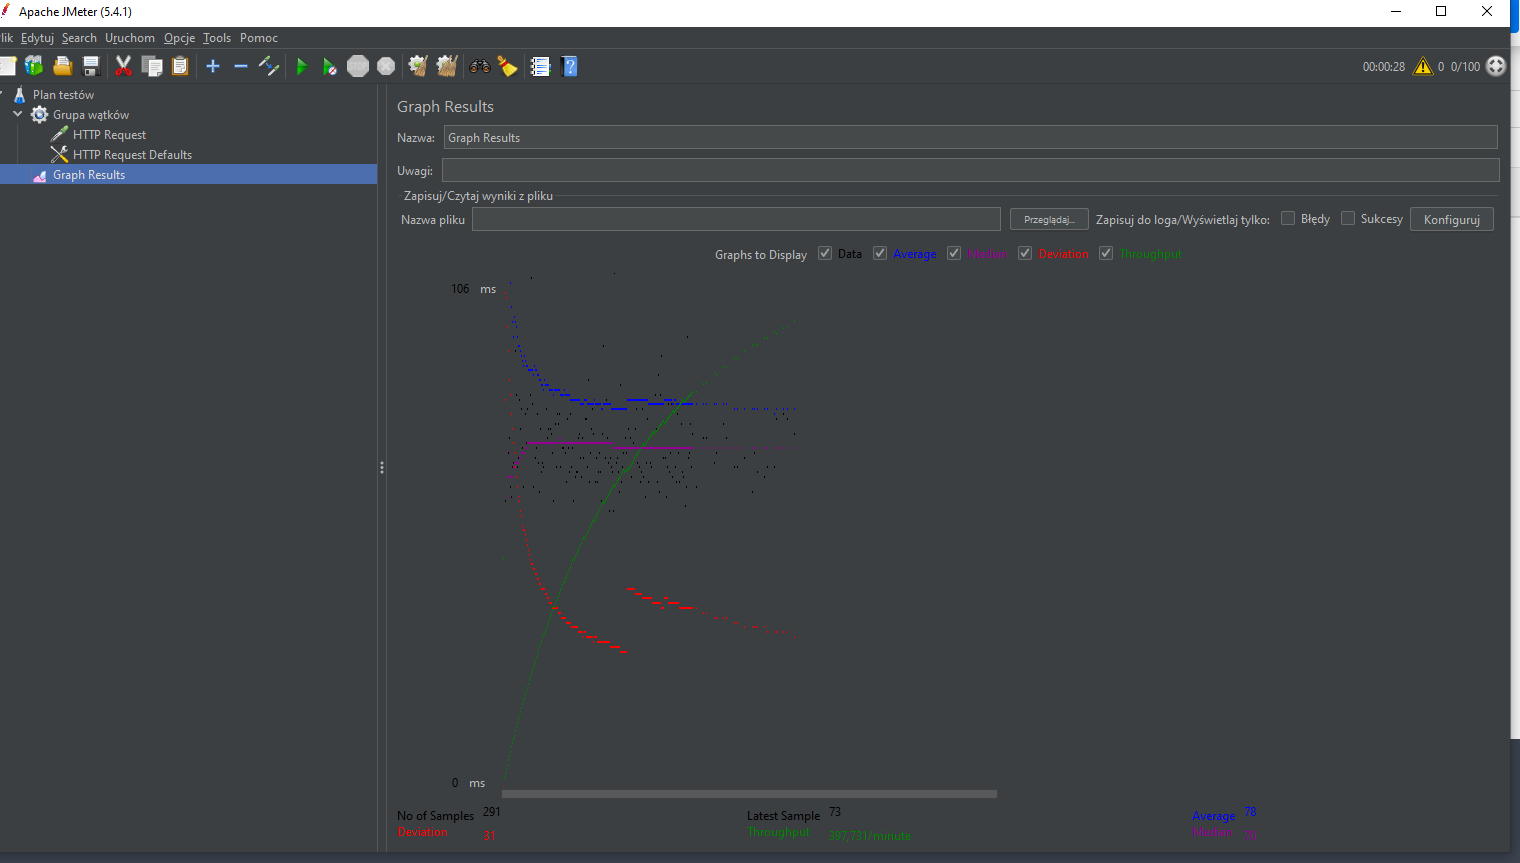 Apache JMeter (5.4.1)
lik Edytuj Search Uruchom Opcje Tools Pomoc
00:00:28 0 0/100
Plan testów
Grupa wątków
HTTP Request
HTTP Request Defaults
Graph Results
Graph Results
Nazwa: Graph Results
Uwagi:
Zapisuj/Czytaj wyniki z pliku
Nazwa pliku Przeglądaj... Zapisuj do loga/Wyświetlaj tylko: Błędy Sukcesy Konfiguruj
Graphs to Display Data Average Median Deviation Throughput
106 ms
0 ms
No of Samples 291 Latest Sample 73 Average 78
Deviation 31 Throughput 397,731/minute Median